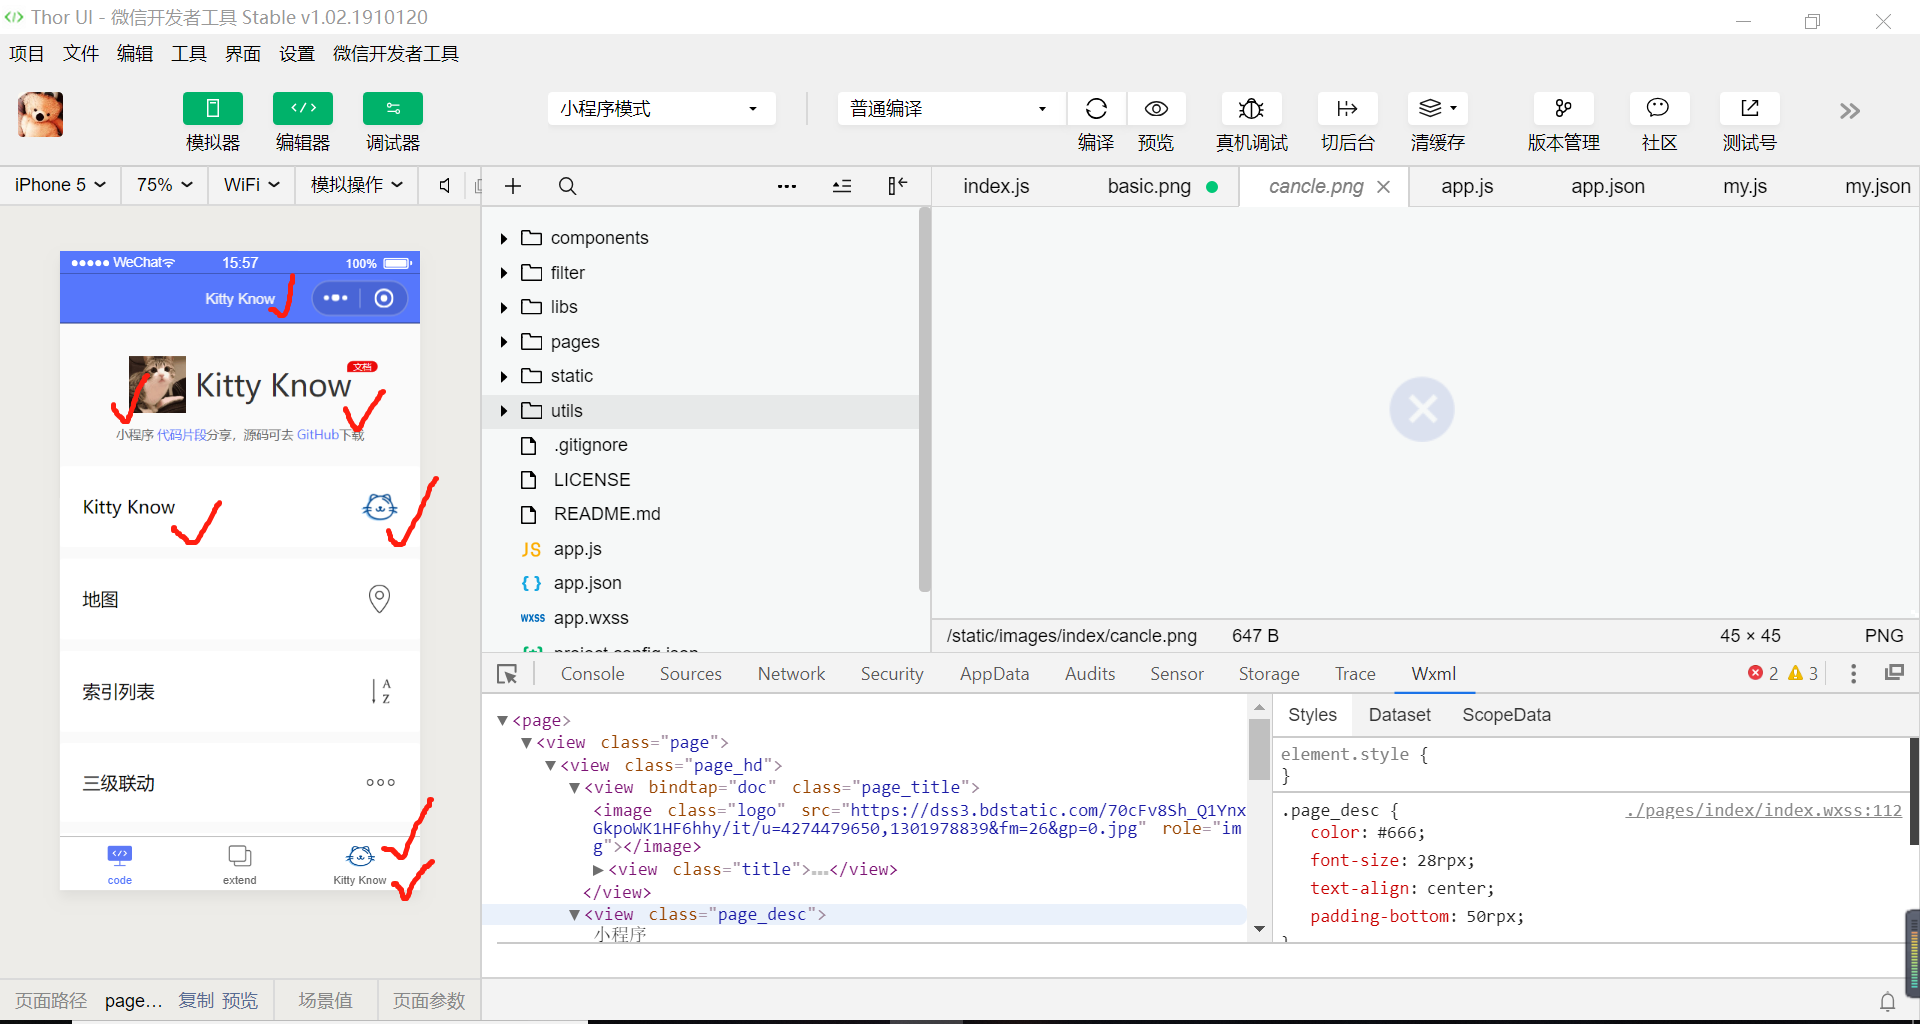 Thor UI - 微信开发者工具 Stable v1.02.1910120
项目 文件 编辑 工具 界面 设置 微信开发者工具
小程序模式 普通编译
模拟器 编辑器 调试器 编译 预览 真机调试 切后台 清缓存 版本管理 社区 测试号
iPhone 5 75% WiFi 模拟操作
index.js basic.png cancle.png app.js app.json my.js my.json
WeChat 15:57 100%
Kitty Know
文档
Kitty Know
小程序 代码片段分享，源码可去 GitHub下载
Kitty Know
地图
索引列表
A
Z
三级联动
code extend Kitty Know
components
filter
libs
pages
static
utils
.gitignore
LICENSE
README.md
JS app.js
{ } app.json
wxss app.wxss
project.config.json
/static/images/index/cancle.png 647 B 45 × 45 PNG
Console Sources Network Security AppData Audits Sensor Storage Trace Wxml 2 3
<page>
<view class="page">
<view class="page_hd">
<view bindtap="doc" class="page_title">
<image class="logo" src="https://dss3.bdstatic.com/70cFv8Sh_Q1Ynx
GkpoWK1HF6hhy/it/u=4274479650,1301978839&fm=26&gp=0.jpg" role="im
g"></image>
<view class="title">…</view>
</view>
<view class="page_desc">
小程序
Styles Dataset ScopeData
element.style {
}
.page_desc { ./pages/index/index.wxss:112
color: #666;
font-size: 28rpx;
text-align: center;
padding-bottom: 50rpx;
}
页面路径 page... 复制 预览 场景值 页面参数